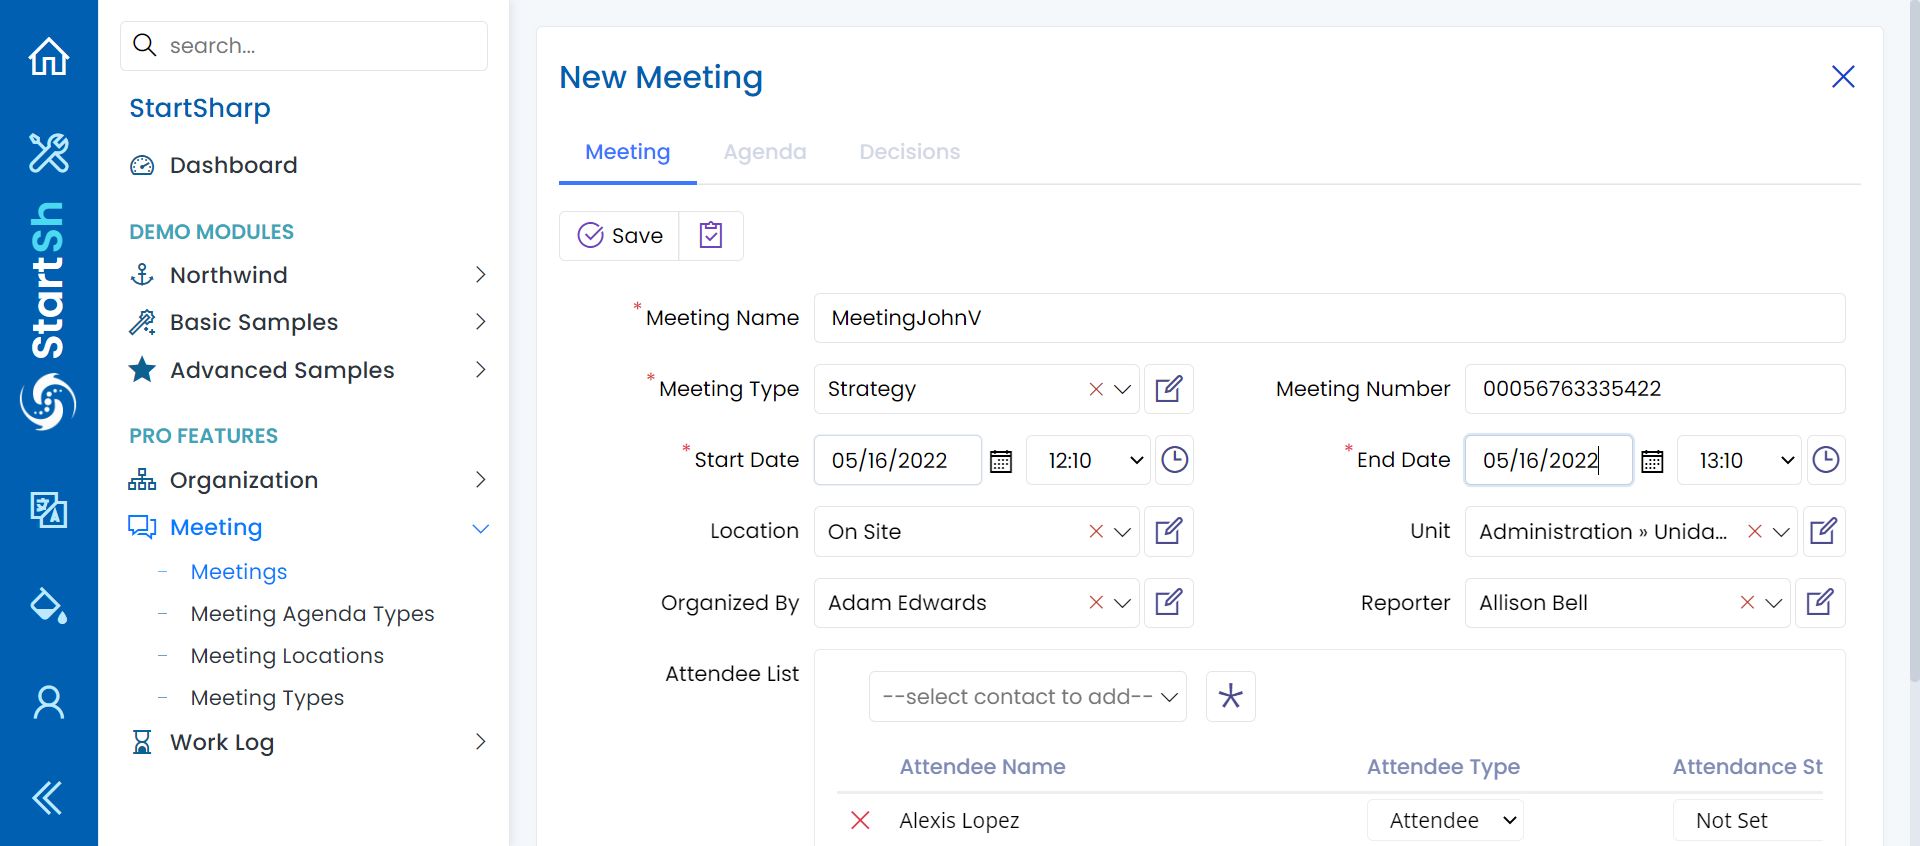 StartSh
search...
StartSharp
Dashboard
DEMO MODULES
Northwind
Basic Samples
Advanced Samples
PRO FEATURES
Organization
Meeting
Meetings
Meeting Agenda Types
Meeting Locations
Meeting Types
Work Log
New Meeting
Meeting Agenda Decisions
Save
* Meeting Name MeetingJohnV
* Meeting Type Strategy Meeting Number 00056763335422
* Start Date 05/16/2022 12:10 * End Date 05/16/2022 13:10
Location On Site Unit Administration » Unida...
Organized By Adam Edwards Reporter Allison Bell
Attendee List
--select contact to add--
Attendee Name Attendee Type Attendance St
Alexis Lopez Attendee Not Set